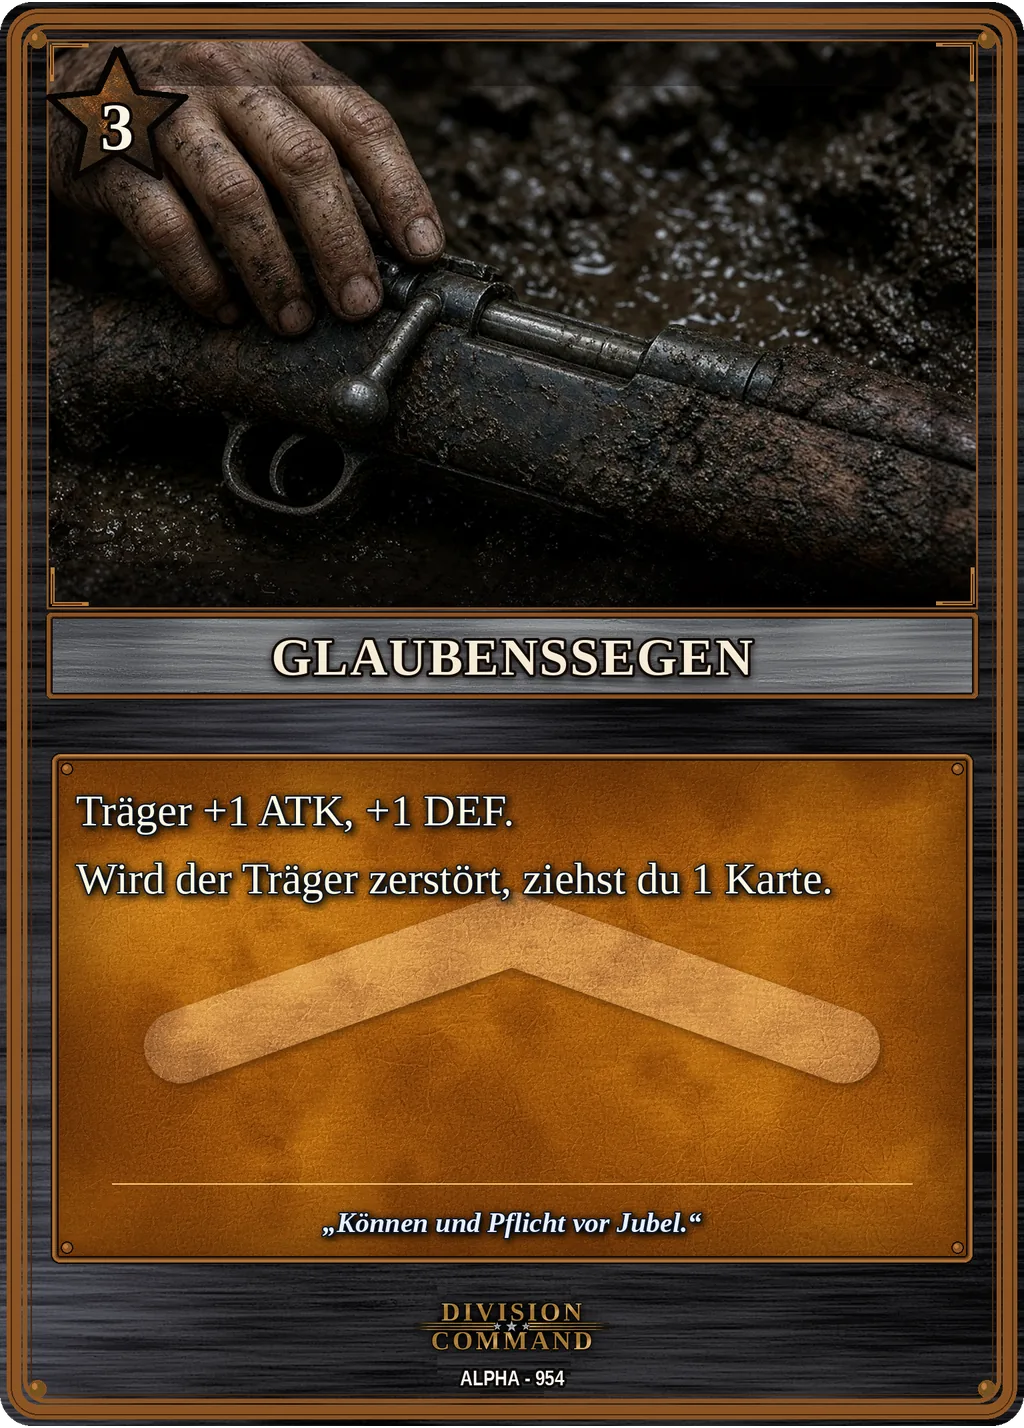 3
GLAUBENSSEGEN
Träger +1 ATK, +1 DEF.
Wird der Träger zerstört, ziehst du 1 Karte.
„Können und Pflicht vor Jubel.“
DIVISION
COMMAND
ALPHA - 954